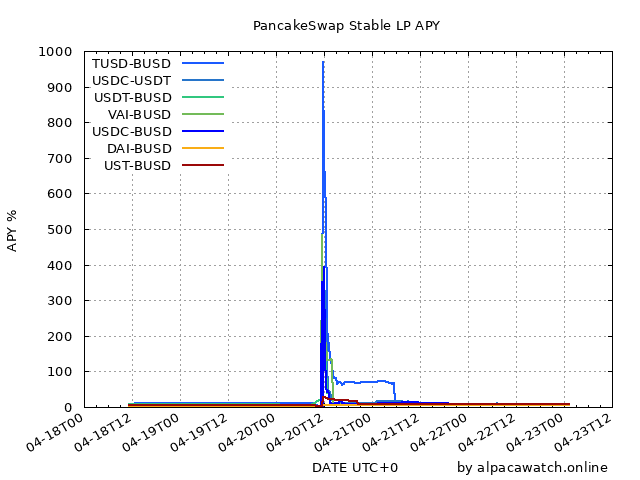 PancakeSwap Stable LP APY
1000
900
800
700
600
500
400
300
200
100
0
APY %
TUSD-BUSD
USDC-USDT
USDT-BUSD
VAI-BUSD
USDC-BUSD
DAI-BUSD
UST-BUSD
04-18T00
04-18T12
04-19T00
04-19T12
04-20T00
04-20T12
04-21T00
04-21T12
04-22T00
04-22T12
04-23T00
04-23T12
DATE UTC+0
by alpacawatch.online